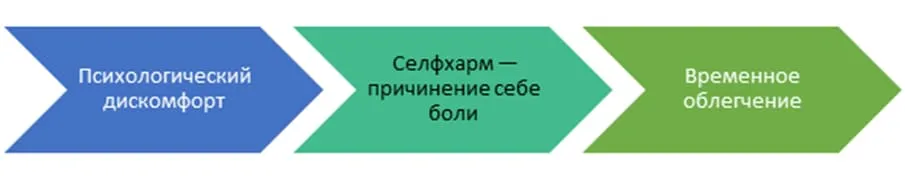 Психологический
дискомфорт
Селфхарм —
причинение себе
боли
Временное
облегчение